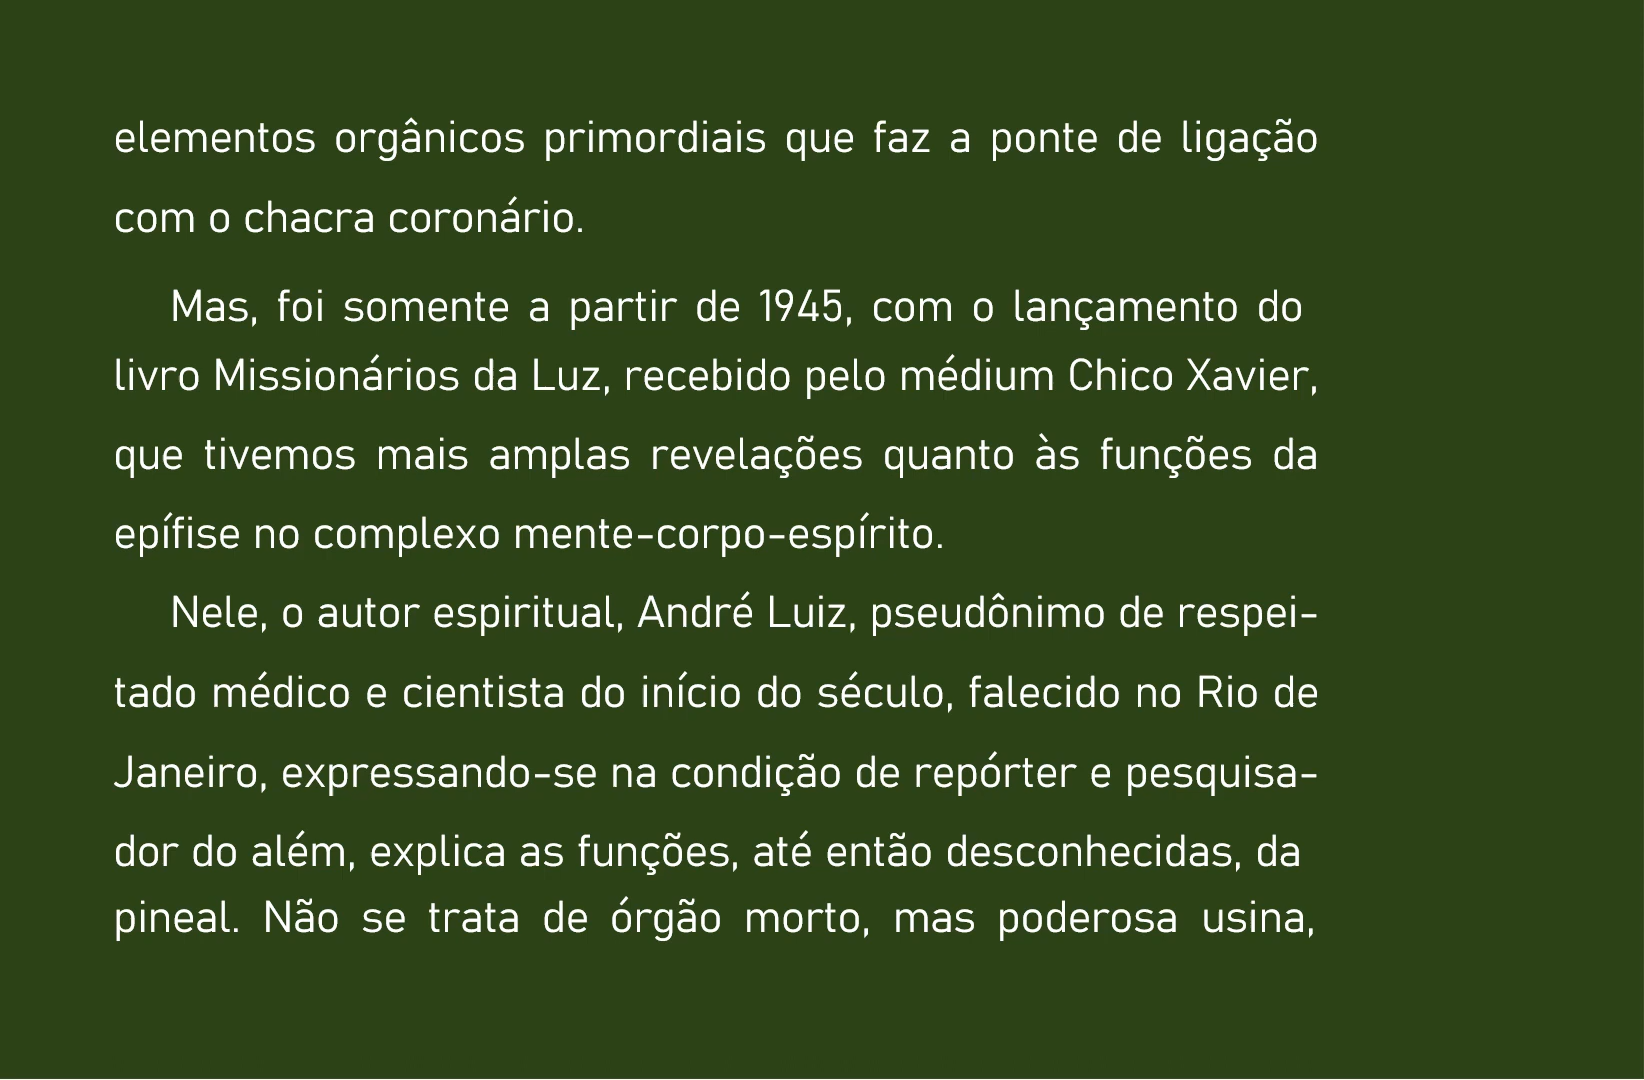 elementos orgânicos primordiais que faz a ponte de ligação
com o chacra coronário.
Mas, foi somente a partir de 1945, com o lançamento do
livro Missionários da Luz, recebido pelo médium Chico Xavier,
que tivemos mais amplas revelações quanto às funções da
epífise no complexo mente-corpo-espírito.
Nele, o autor espiritual, André Luiz, pseudônimo de respei-
tado médico e cientista do início do século, falecido no Rio de
Janeiro, expressando-se na condição de repórter e pesquisa-
dor do além, explica as funções, até então desconhecidas, da
pineal. Não se trata de órgão morto, mas poderosa usina,